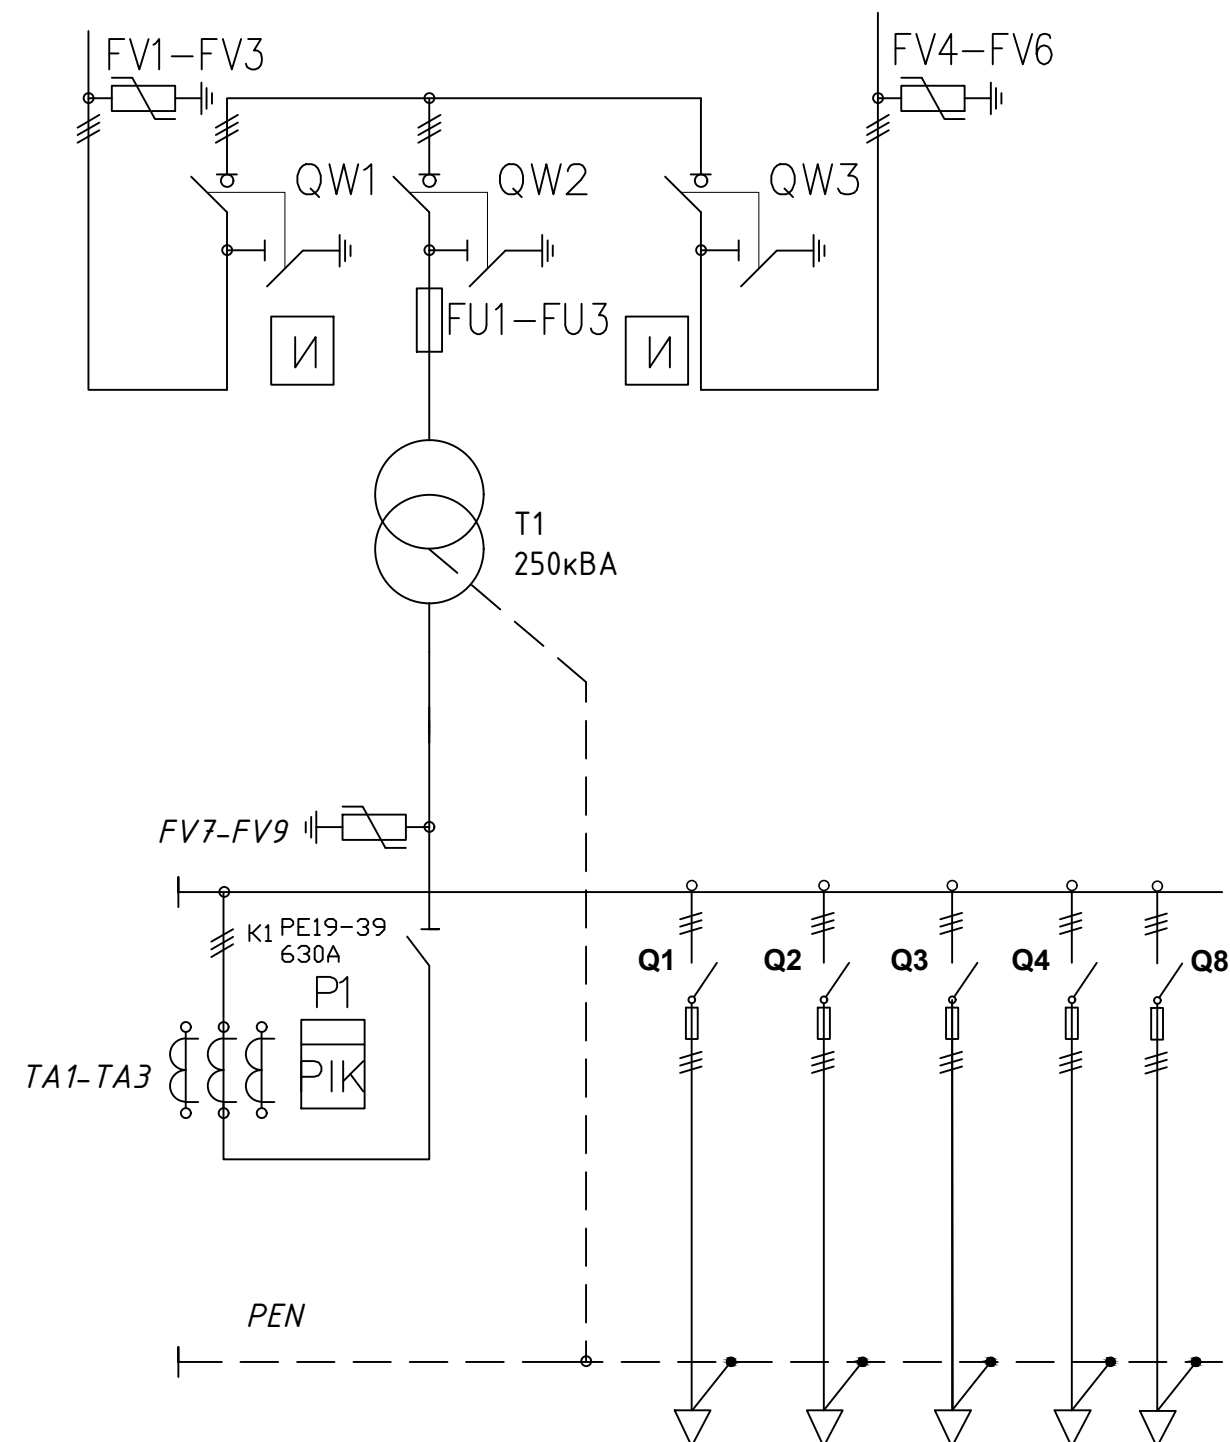 FV1-FV3
FV4-FV6
QW1
QW2
QW3
FU1-FU3
И
И
T1
250кВА
FV7-FV9
K1 PE19-39
630A
Q1
Q2
Q3
Q4
Q8
P1
PIK
TA1-TA3
PEN